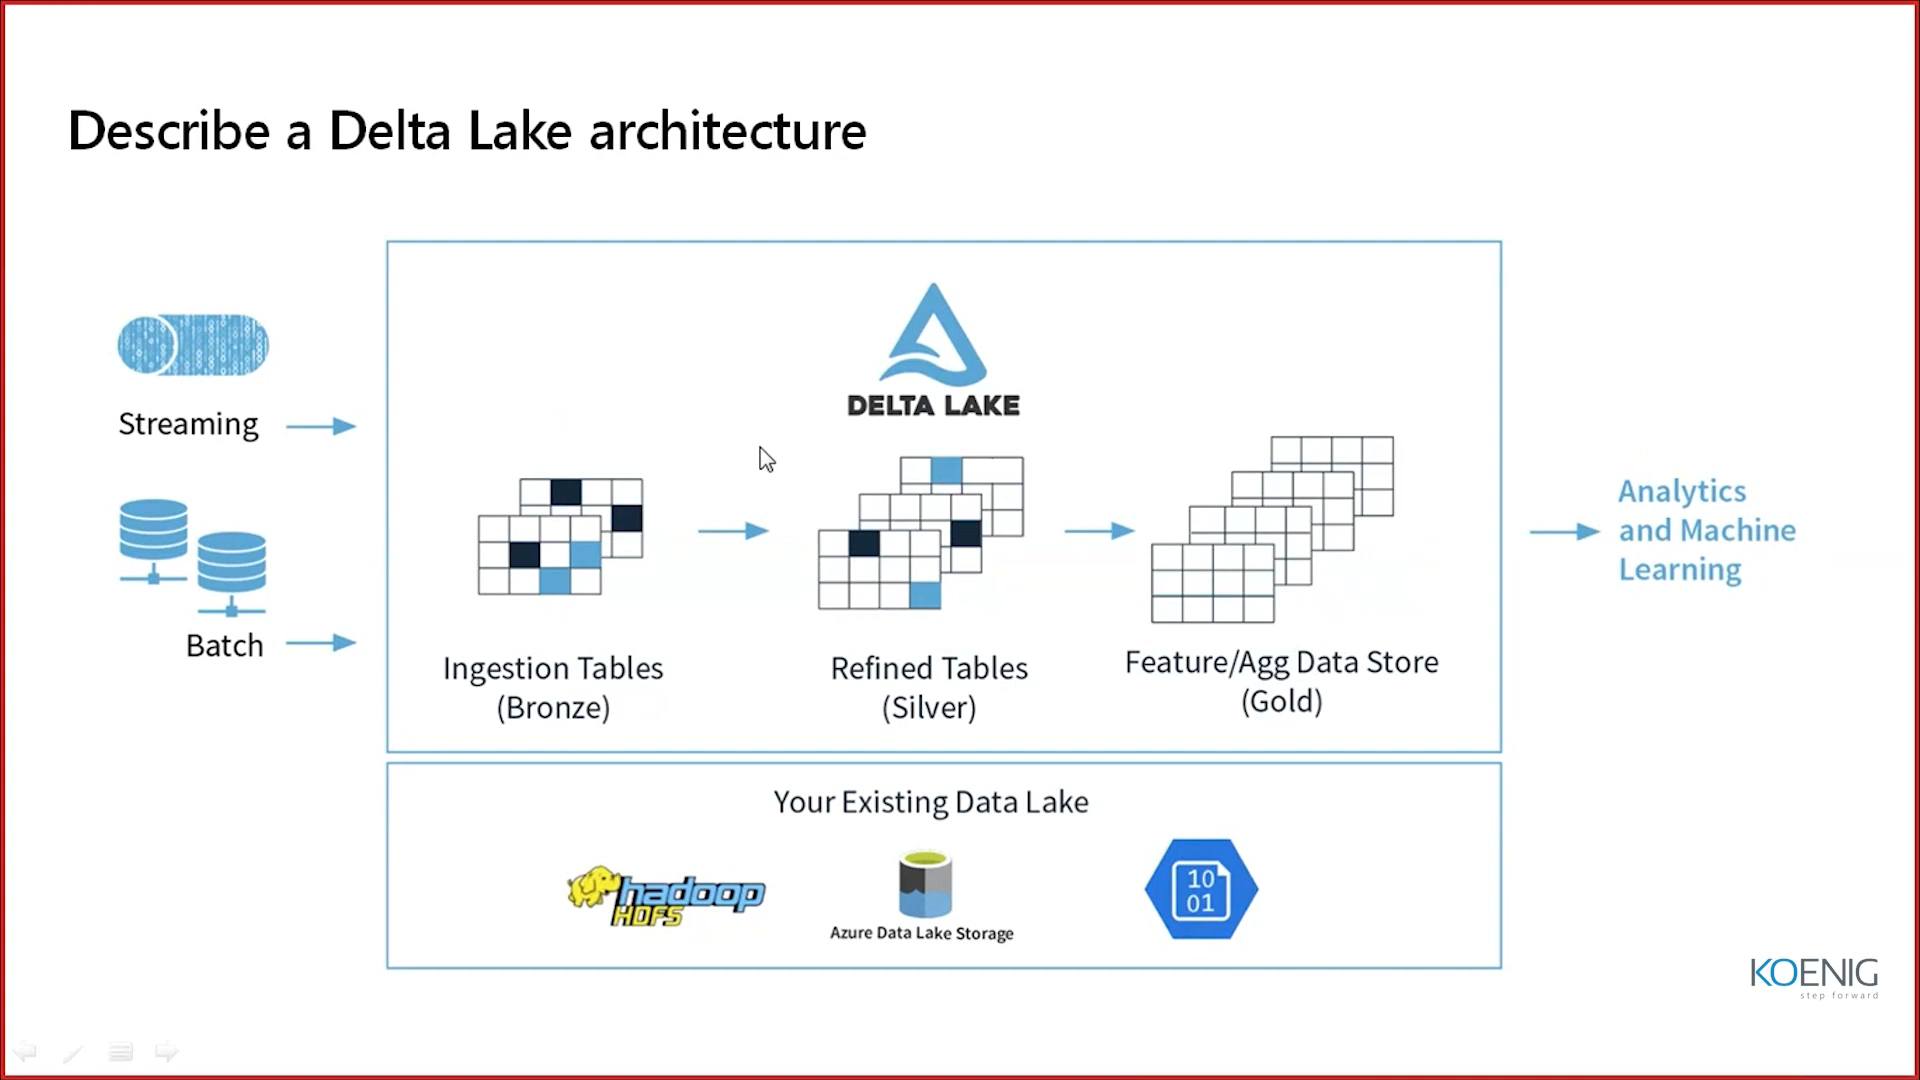 Describe a Delta Lake architecture
DELTA LAKE
Streaming
Batch
Ingestion Tables
(Bronze)
Refined Tables
(Silver)
Feature/Agg Data Store
(Gold)
Analytics
and Machine
Learning
Your Existing Data Lake
hadoop
HDFS
Azure Data Lake Storage
10
01
KOENIG
step forward